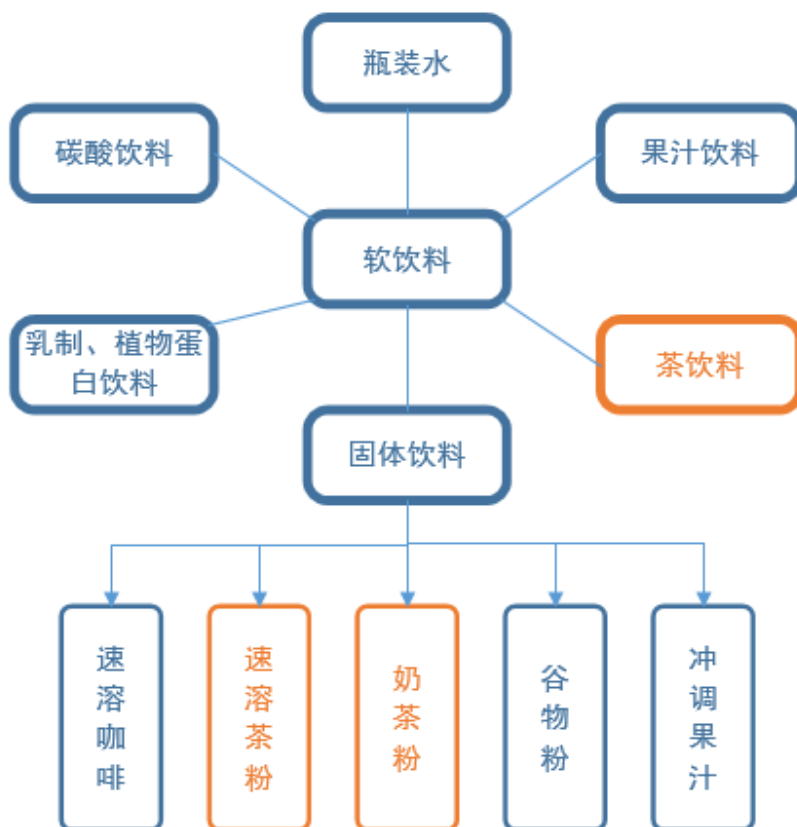 瓶装水
碳酸饮料
果汁饮料
软饮料
乳制、植物蛋
白饮料
茶饮料
固体饮料
速溶咖啡
速溶茶粉
奶茶粉
谷物粉
冲调果汁